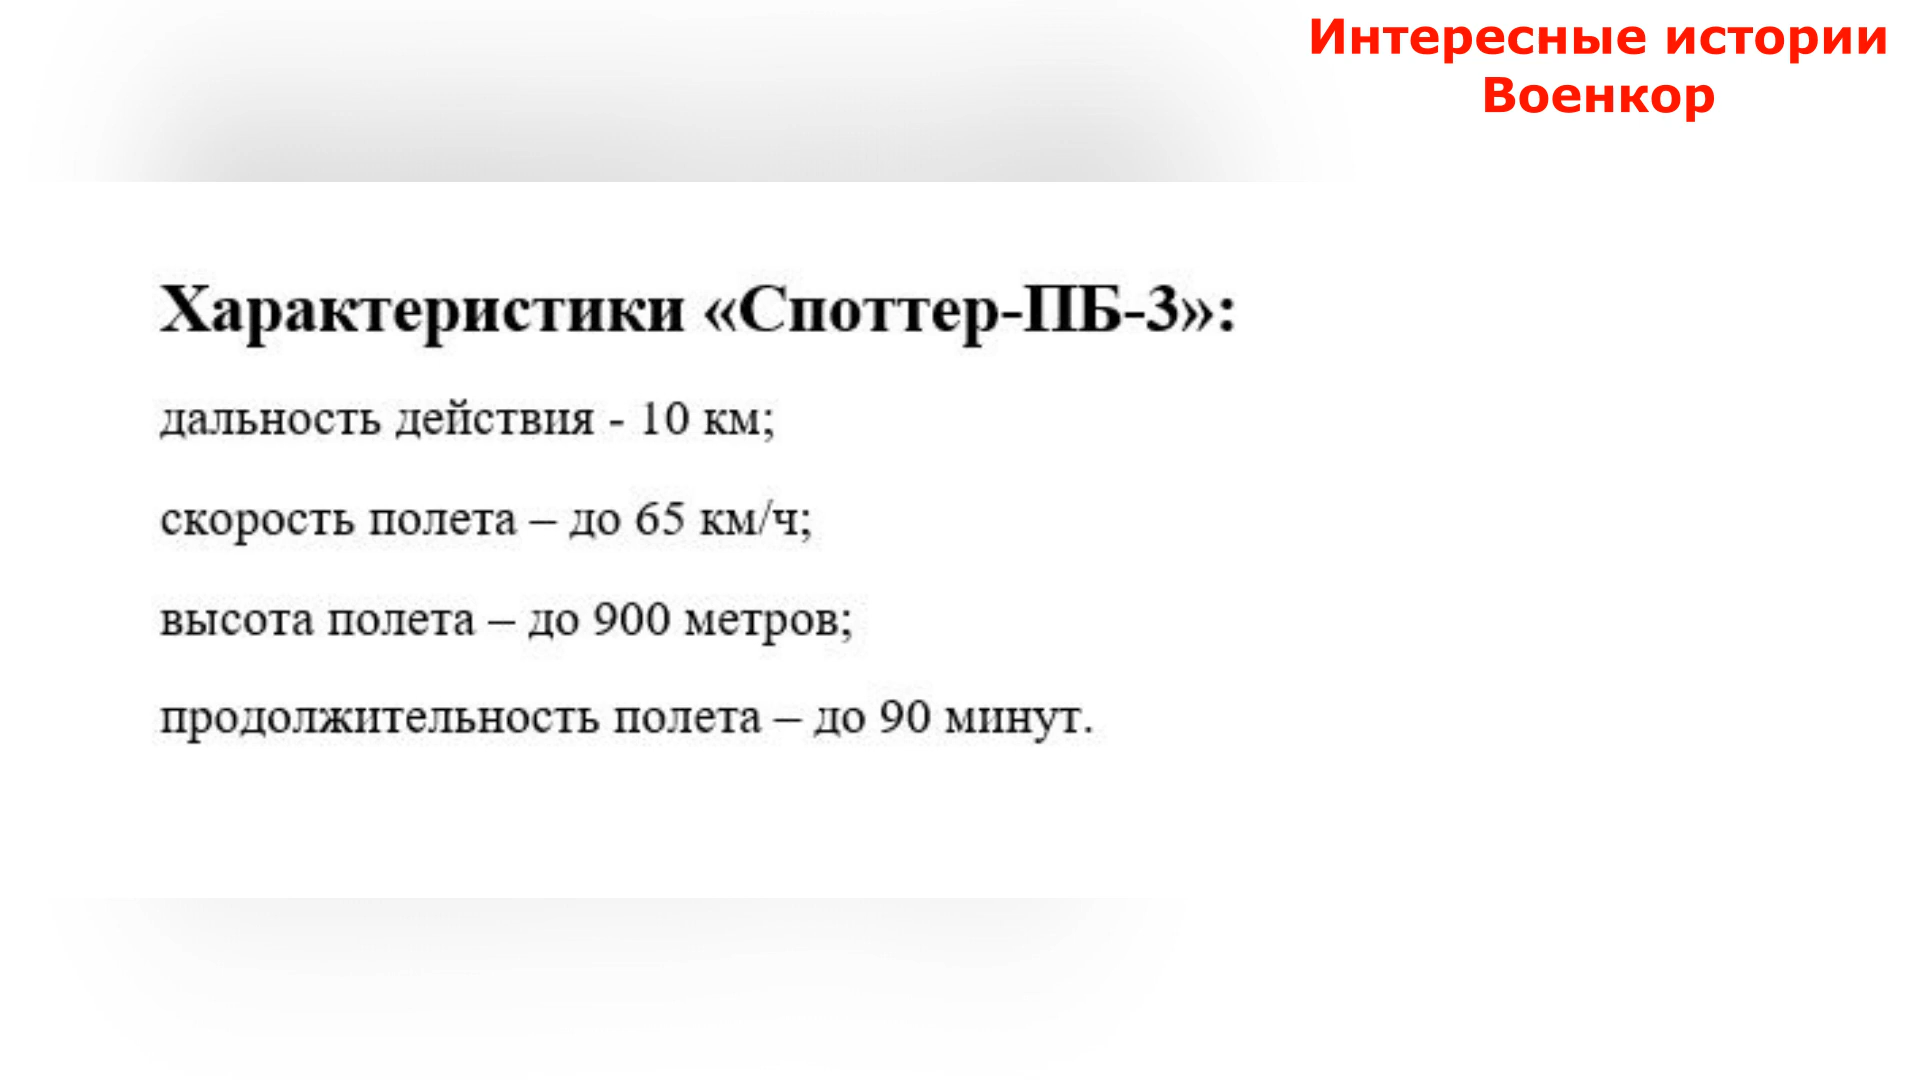 Интересные истории
Военкор
Характеристики «Споттер-ПБ-3»:
дальность действия - 10 км;
скорость полета – до 65 км/ч;
высота полета – до 900 метров;
продолжительность полета – до 90 минут.